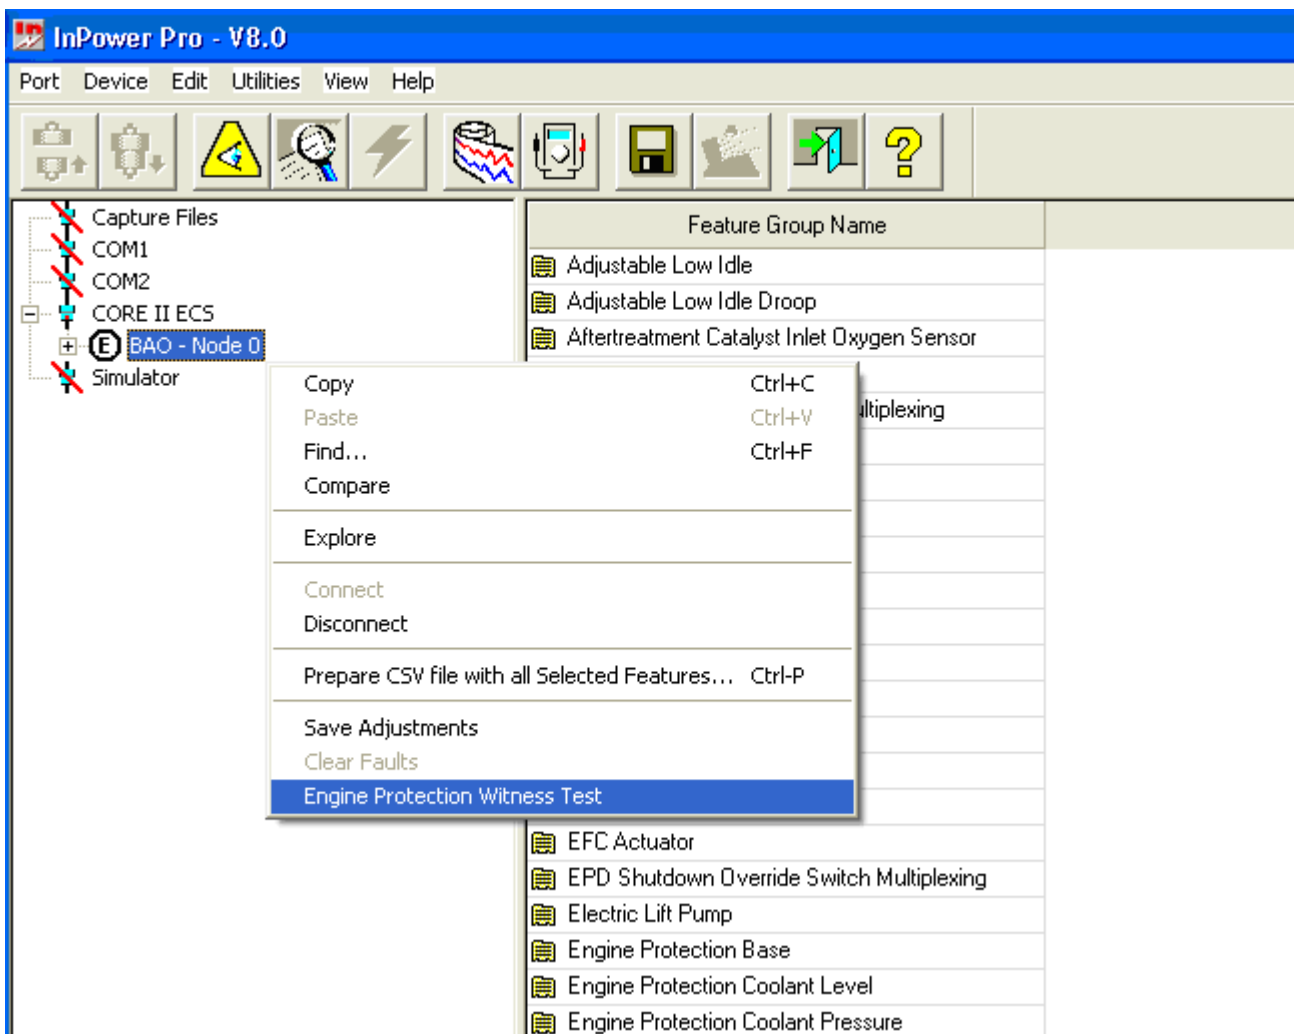 InPower Pro - V8.0
Port Device Edit Utilities View Help
Capture Files
COM1
COM2
CORE II ECS
E BAO - Node 0
Simulator
Feature Group Name
Adjustable Low Idle
Adjustable Low Idle Droop
Aftertreatment Catalyst Inlet Oxygen Sensor
Copy Ctrl+C
Paste Ctrl+V
Find... Ctrl+F
Compare
Explore
Connect
Disconnect
Prepare CSV file with all Selected Features... Ctrl-P
Save Adjustments
Clear Faults
Engine Protection Witness Test
EFC Actuator
EPD Shutdown Override Switch Multiplexing
Electric Lift Pump
Engine Protection Base
Engine Protection Coolant Level
Engine Protection Coolant Pressure